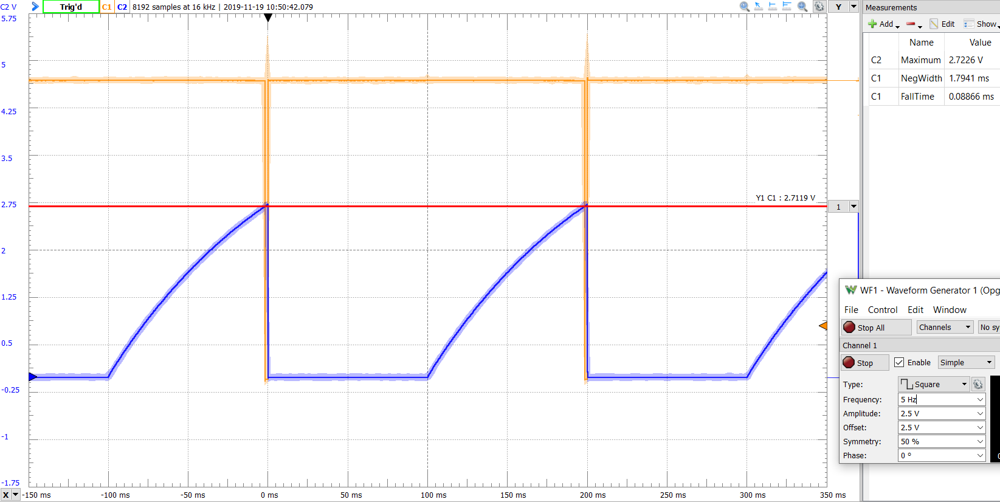 C2 V Trig'd C1 C2 8192 samples at 16 kHz | 2019-11-19 10:50:42.079 Y
5.75
5
4.25
3.5
2.75
2
1.25
0.5
-0.25
-1
-1.75
Y1 C1 : 2.7119 V
1
X -150 ms -100 ms -50 ms 0 ms 50 ms 100 ms 150 ms 200 ms 250 ms 300 ms 350 ms
Measurements
Add Edit Show
Name Value
C2 Maximum 2.7226 V
C1 NegWidth 1.7941 ms
C1 FallTime 0.08866 ms
WF1 - Waveform Generator 1 (Opg
File Control Edit Window
Stop All Channels No sy
Channel 1
Stop Enable Simple
Type: Square
Frequency: 5 Hz
Amplitude: 2.5 V
Offset: 2.5 V
Symmetry: 50 %
Phase: 0 º